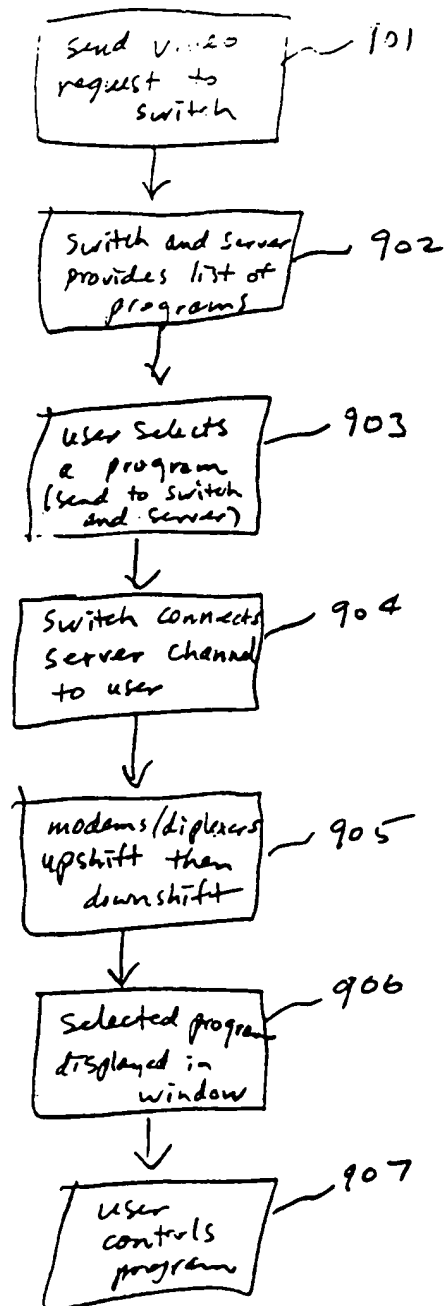 Send video
request to
switch
101
Switch and server
provides list of
programs
902
user selects
a program
(send to switch
and server)
903
Switch connects
server channel
to user
904
modems/diplexers
upshift then
downshift
905
Selected program
displayed in
window
906
user
controls
program
907